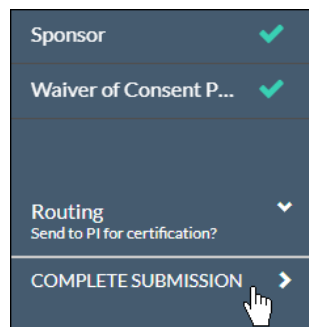 Sponsor
Waiver of Consent P...
Routing
Send to PI for certification?
COMPLETE SUBMISSION